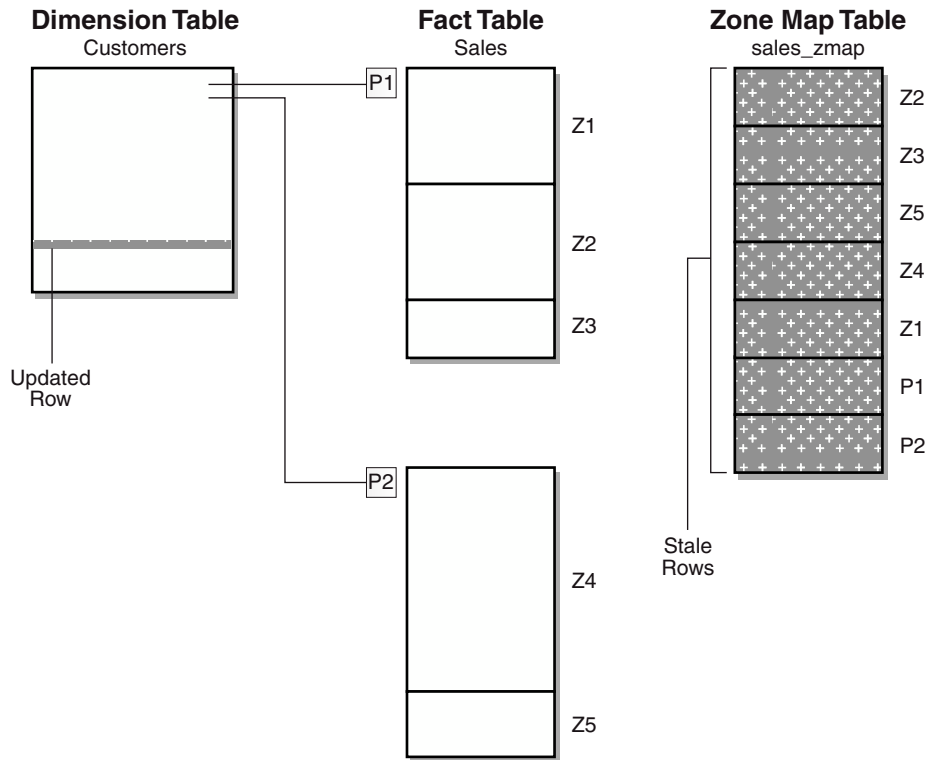 Dimension Table
Customers
Fact Table
Sales
Zone Map Table
sales_zmap
P1
Z1
Z2
Z3
Updated
Row
P2
Z4
Z5
Z2
Z3
Z5
Z4
Z1
P1
P2
Stale
Rows